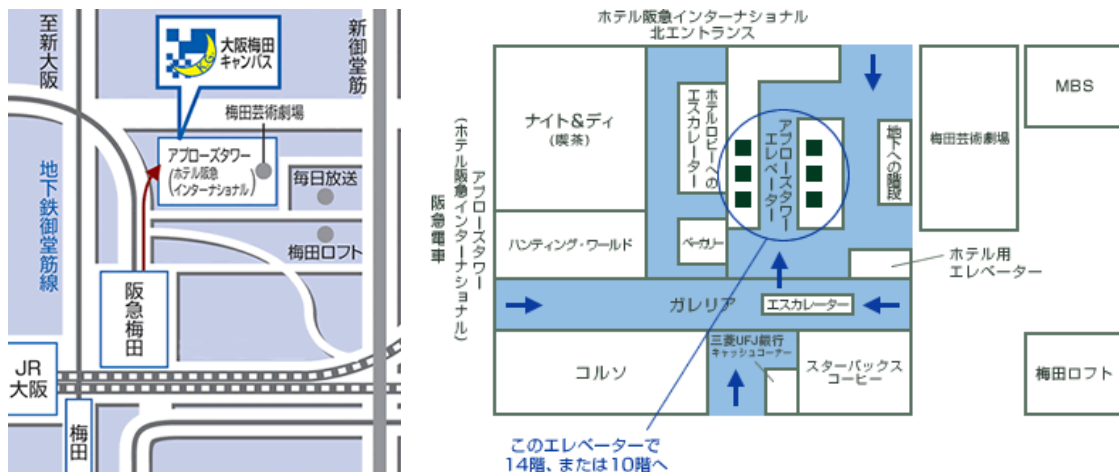 至新大阪
K.G.
大阪梅田
キャンパス
新御堂筋
梅田芸術劇場
アプローズタワー
(ホテル阪急
インターナショナル)
毎日放送
梅田ロフト
地下鉄御堂筋線
阪急梅田
JR
大阪
梅田
ホテル阪急インターナショナル
北エントランス
アプローズタワー
(ホテル阪急インターナショナル)
阪急電車
ナイト&ディ
(喫茶)
ホテルロビーへの
エスカレーター
アプローズタワー
エレベーター
地下への階段
梅田芸術劇場
MBS
ハンティング・ワールド
ベーカリー
ホテル用
エレベーター
ガレリア
エスカレーター
コルソ
三菱UFJ銀行
キャッシュコーナー
スターバックス
コーヒー
梅田ロフト
このエレベーターで
14階、または10階へ